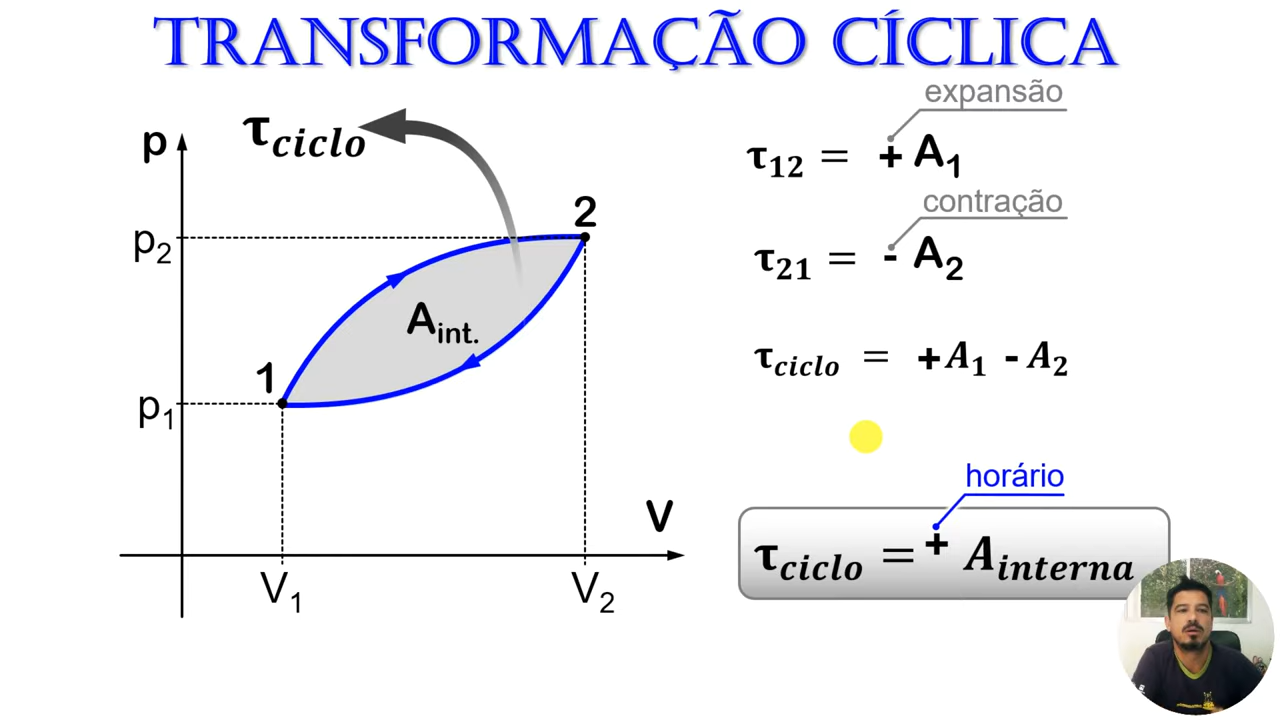 TRANSFORMAÇÃO CÍCLICA
τciclo
p
p2
2
Aint.
1
p1
V
V1
V2
expansão
τ12 = + A1
contração
τ21 = - A2
τciclo = +A1 - A2
horário
τciclo = + Ainterna